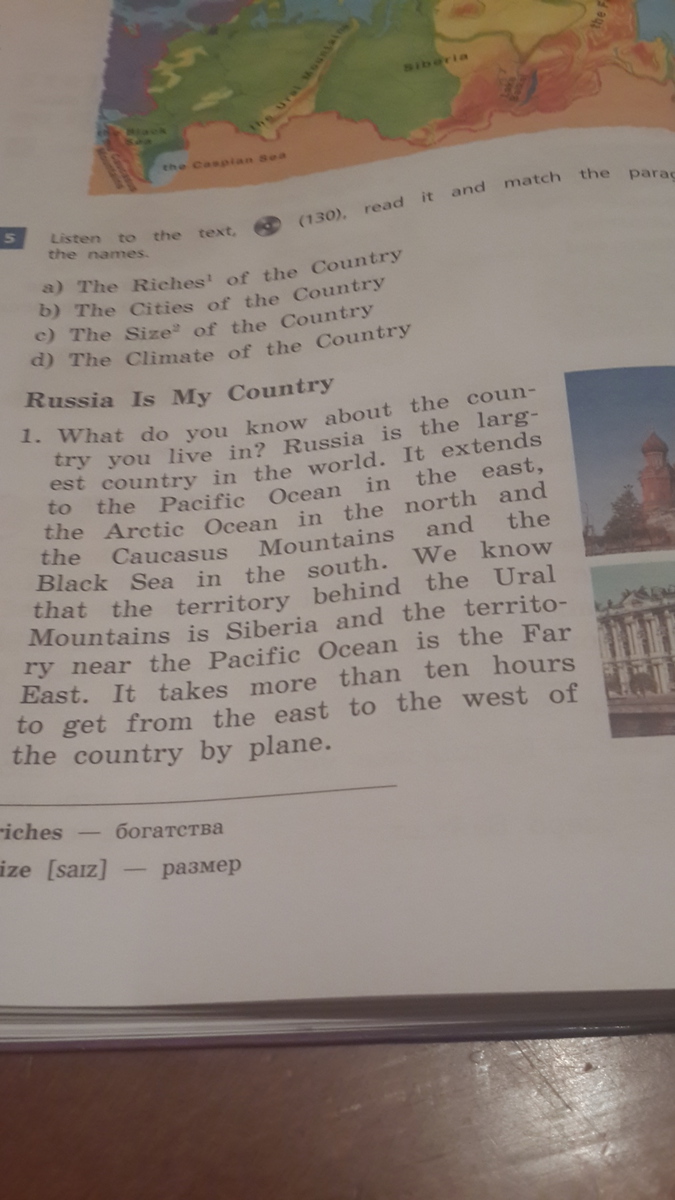 the Ural Mountains
Siberia
the Black
Sea
the Caspian Sea
5 Listen to the text, (130), read it and match the
the names.
a) The Riches¹ of the Country
b) The Cities of the Country
c) The Size² of the Country
d) The Climate of the Country
Russia Is My Country
1. What do you know about the coun-
try you live in? Russia is the larg-
est country in the world. It extends
to the Pacific Ocean in the east,
the Arctic Ocean in the north and
the Caucasus Mountains and the
Black Sea in the south. We know
that the territory behind the Ural
Mountains is Siberia and the territo-
ry near the Pacific Ocean is the Far
East. It takes more than ten hours
to get from the east to the west of
the country by plane.
riches — богатства
ize [saɪz] — размер